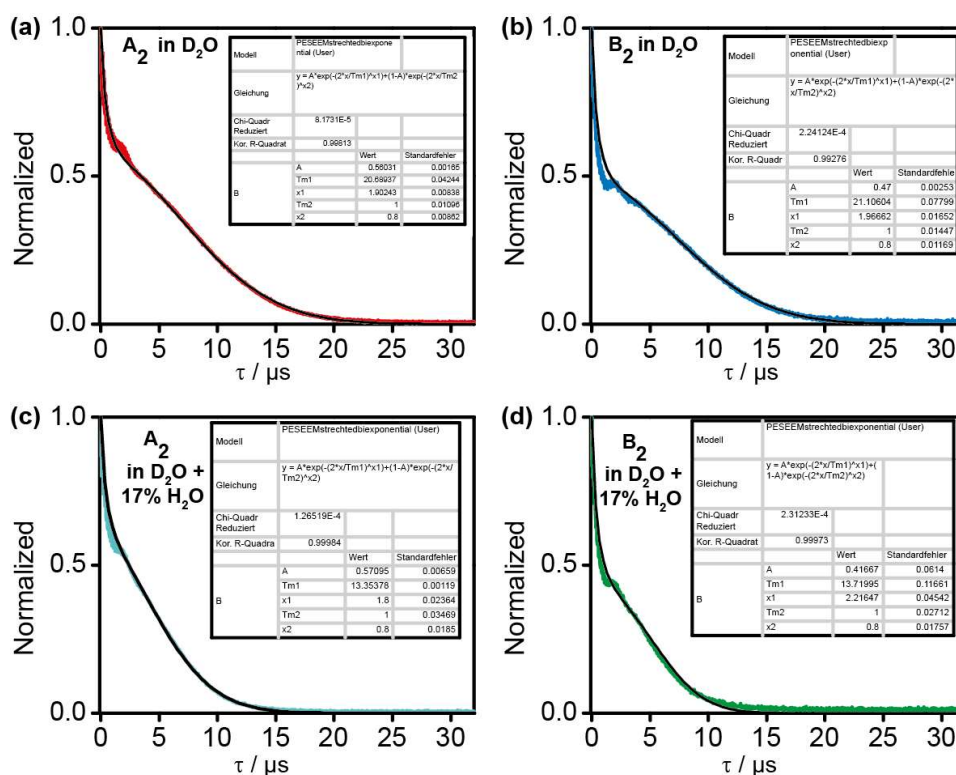 (a)
A2 in D2O
Modell
PESEEMstrechtedbiexpone
ntial (User)
Gleichung
y = A*exp(-(2*x/Tm1)^x1)+(1-A)*exp(-(2*x/Tm2
)^x2)
Chi-Quadr
Reduziert
8.1731E-5
Kor. R-Quadrat
0.99813
Wert Standardfehler
B
A 0.56031 0.00165
Tm1 20.68937 0.04244
x1 1.90243 0.00838
Tm2 1 0.01096
x2 0.8 0.00862
Normalized
1.0
0.5
0.0
0 5 10 15 20 25 30
τ / µs
(b)
B2 in D2O
Modell
PESEEMstrechtedbiexp
onential (User)
Gleichung
y = A*exp(-(2*x/Tm1)^x1)+(1-A)*exp(-(2*
x/Tm2)^x2)
Chi-Quadr
Reduziert
2.24124E-4
Kor. R-Quadr
0.99276
Wert Standardfehle
B
A 0.47 0.00253
Tm1 21.10604 0.07799
x1 1.96662 0.01652
Tm2 1 0.01447
x2 0.8 0.01169
Normalized
1.0
0.5
0.0
0 5 10 15 20 25 30
τ / µs
(c)
A2
in D2O +
17% H2O
Modell
PESEEMstrechtedbiexponential (User)
Gleichung
y = A*exp(-(2*x/Tm1)^x1)+(1-A)*exp(-(2*x/
Tm2)^x2)
Chi-Quadr
Reduziert
1.26519E-4
Kor. R-Quadra
0.99984
Wert Standardfehler
B
A 0.57095 0.00659
Tm1 13.35378 0.00119
x1 1.8 0.02364
Tm2 1 0.03469
x2 0.8 0.0185
Normalized
1.0
0.5
0.0
0 5 10 15 20 25 30
τ / µs
(d)
B2
in D2O +
17% H2O
Modell
PESEEMstrechtedbiexponential (User)
Gleichung
y = A*exp(-(2*x/Tm1)^x1)+(
1-A)*exp(-(2*x/Tm2)^x2)
Chi-Quadr
Reduziert
2.31233E-4
Kor. R-Quadrat
0.99973
Wert Standardfehler
B
A 0.41667 0.0614
Tm1 13.71995 0.11661
x1 2.21647 0.04542
Tm2 1 0.02712
x2 0.8 0.01757
Normalized
1.0
0.5
0.0
0 5 10 15 20 25 30
τ / µs